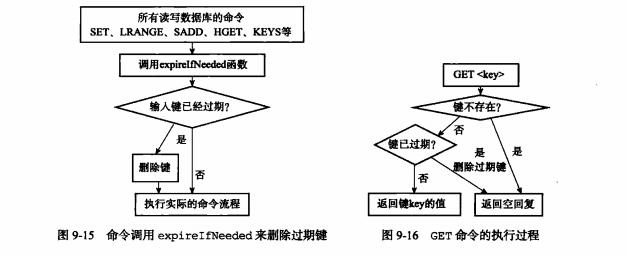 所有读写数据库的命令
SET、LRANGE、SADD、HGET、KEYS等
调用expireIfNeeded函数
输入键已经过期?
是
删除键
否
执行实际的命令流程
图 9-15 命令调用 expireIfNeeded 来删除过期键
GET <key>
键不存在?
否
键已过期?
是
删除过期键
是
否
返回键key的值
返回空回复
图 9-16 GET 命令的执行过程